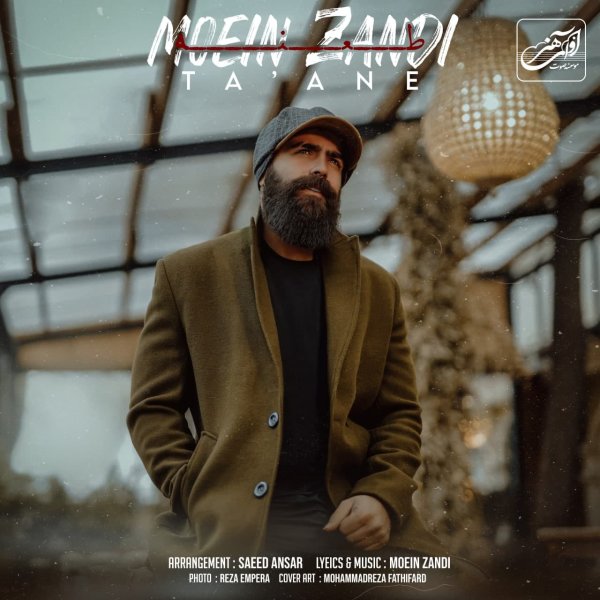 MOEIN ZANDI
طعنه
TA'ANE
ARRANGEMENT : SAEED ANSAR LYEICS & MUSIC : MOEIN ZANDI
PHOTO : REZA EMPERA COVER ART : MOHAMMADREZA FATHIFARD